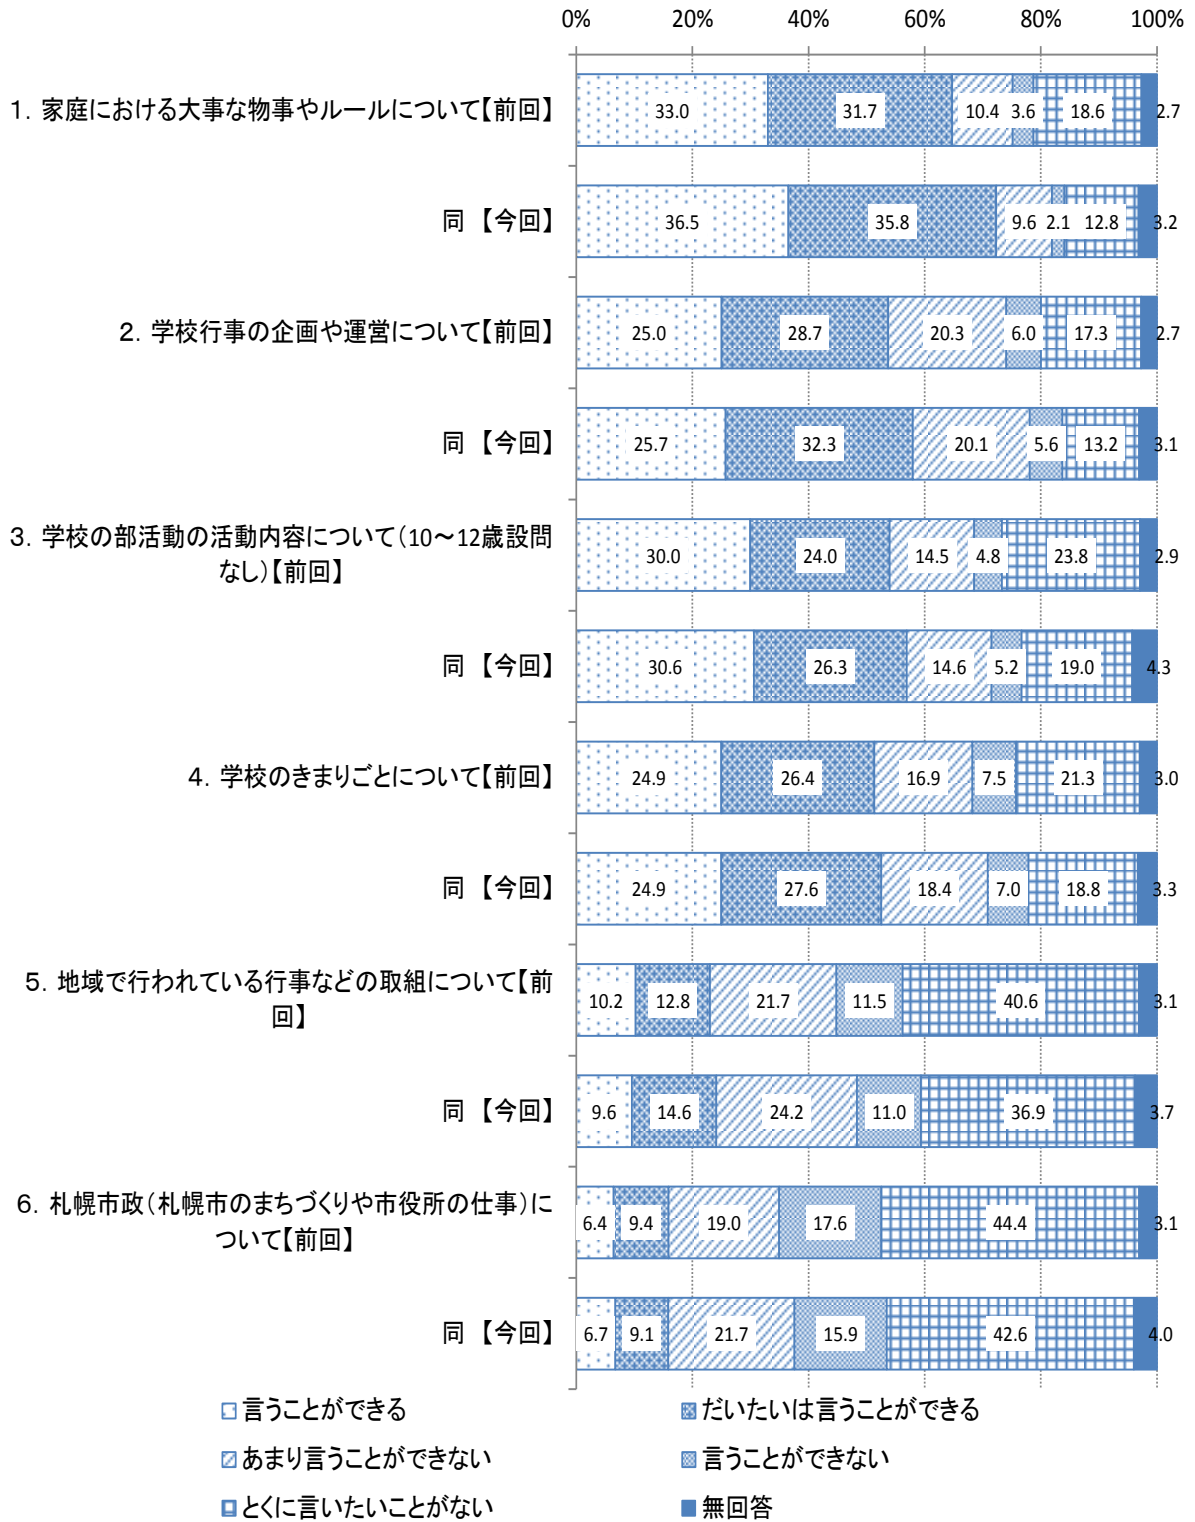 0% 20% 40% 60% 80% 100%
1．家庭における大事な物事やルールについて【前回】 33.0 31.7 10.4 3.6 18.6 2.7
同 【今回】 36.5 35.8 9.6 2.1 12.8 3.2
2．学校行事の企画や運営について【前回】 25.0 28.7 20.3 6.0 17.3 2.7
同 【今回】 25.7 32.3 20.1 5.6 13.2 3.1
3．学校の部活動の活動内容について（10～12歳設問
なし）【前回】 30.0 24.0 14.5 4.8 23.8 2.9
同 【今回】 30.6 26.3 14.6 5.2 19.0 4.3
4．学校のきまりごとについて【前回】 24.9 26.4 16.9 7.5 21.3 3.0
同 【今回】 24.9 27.6 18.4 7.0 18.8 3.3
5．地域で行われている行事などの取組について【前
回】 10.2 12.8 21.7 11.5 40.6 3.1
同 【今回】 9.6 14.6 24.2 11.0 36.9 3.7
6．札幌市政（札幌市のまちづくりや市役所の仕事）に
ついて【前回】 6.4 9.4 19.0 17.6 44.4 3.1
同 【今回】 6.7 9.1 21.7 15.9 42.6 4.0
言うことができる だいたいは言うことができる
あまり言うことができない 言うことができない
とくに言いたいことがない 無回答